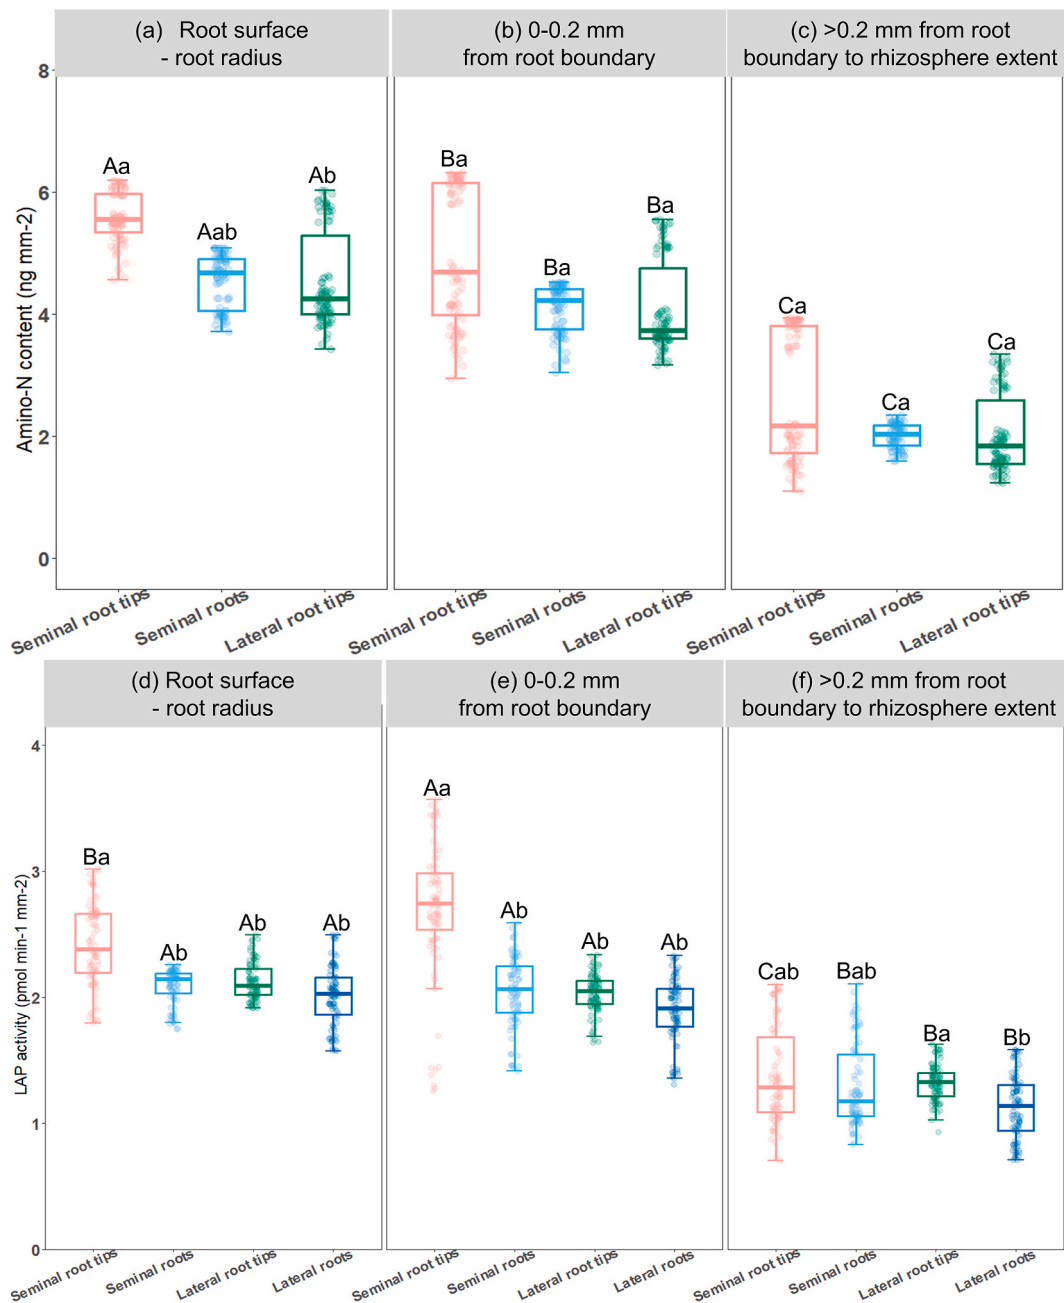 (a) Root surface
- root radius
(b) 0-0.2 mm
from root boundary
(c) >0.2 mm from root
boundary to rhizosphere extent
Amino-N content (ng mm-2)
8
6
4
2
0
Aa
Aab
Ab
Ba
Ba
Ba
Ca
Ca
Ca
Seminal root tips
Seminal roots
Lateral root tips
Seminal root tips
Seminal roots
Lateral root tips
Seminal root tips
Seminal roots
Lateral root tips
(d) Root surface
- root radius
(e) 0-0.2 mm
from root boundary
(f) >0.2 mm from root
boundary to rhizosphere extent
LAP activity (pmol min-1 mm-2)
4
3
2
1
0
Ba
Ab
Ab
Ab
Aa
Ab
Ab
Ab
Cab
Bab
Ba
Bb
Seminal root tips
Seminal roots
Lateral root tips
Lateral roots
Seminal root tips
Seminal roots
Lateral root tips
Lateral roots
Seminal root tips
Seminal roots
Lateral root tips
Lateral roots